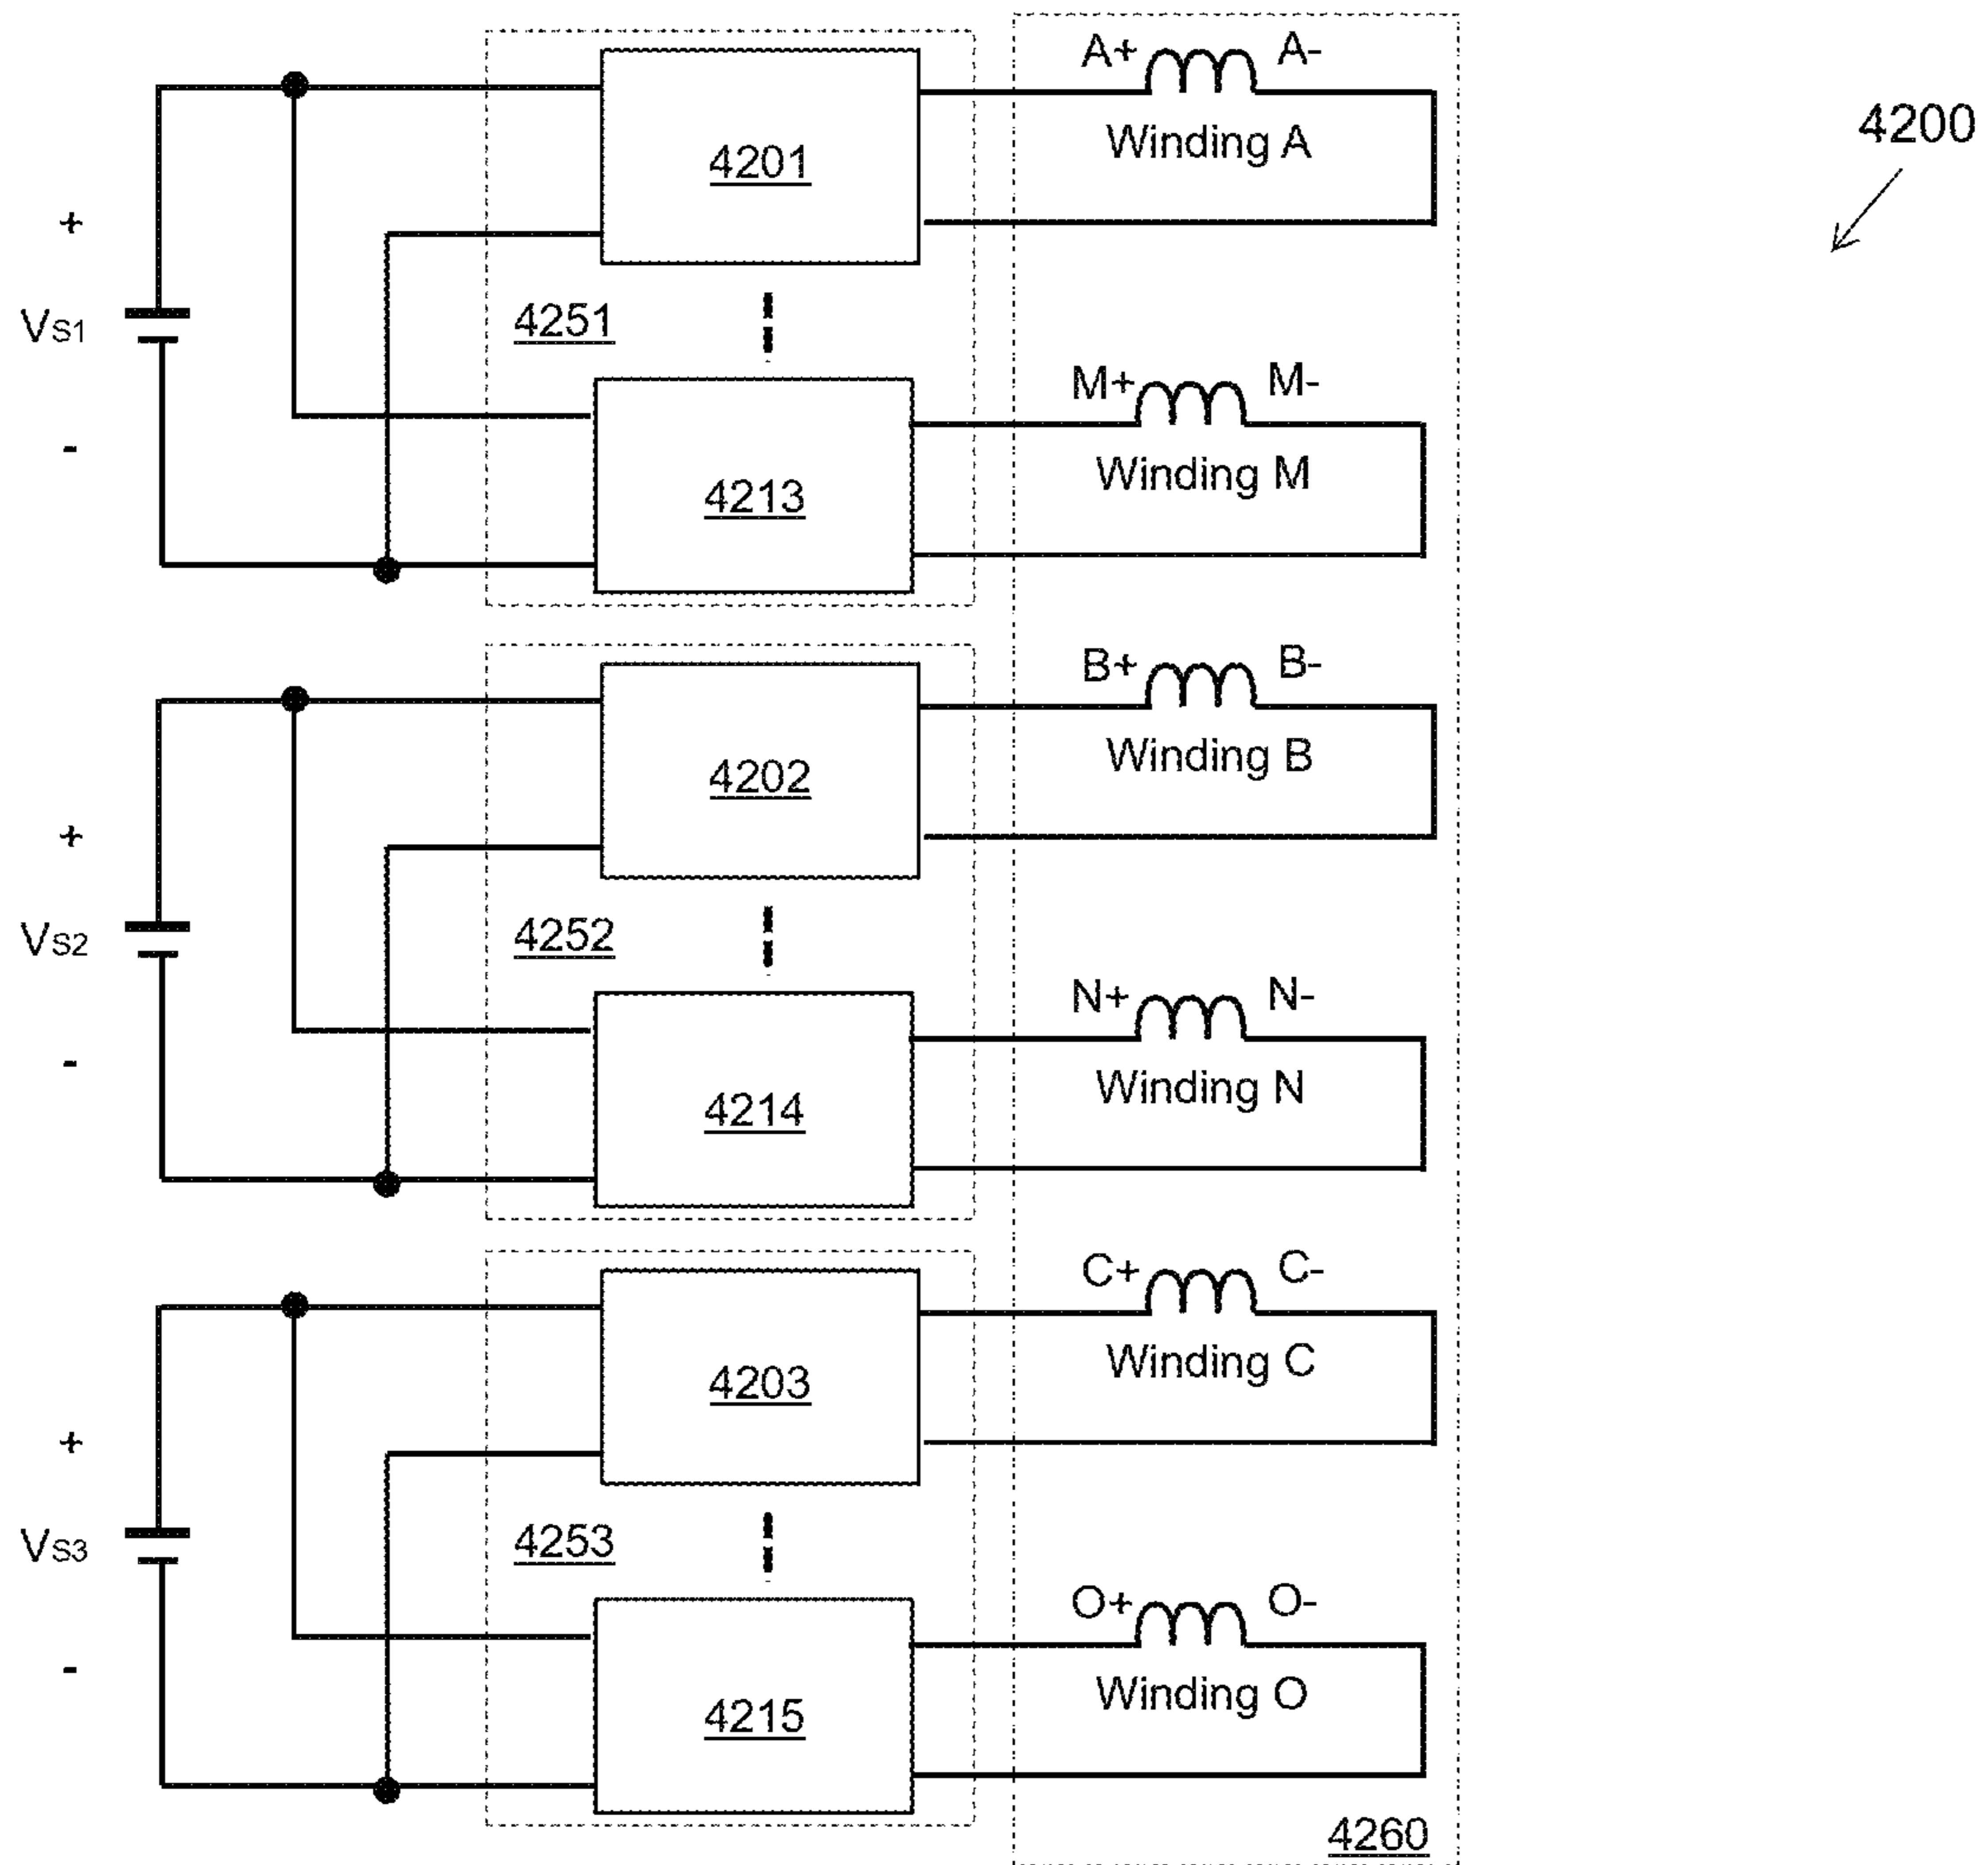 A+ A-
4200
4201
Winding A
+
VS1
4251
M+ M-
-
4213
Winding M
B+ B-
4202
Winding B
+
VS2
4252
N+ N-
-
4214
Winding N
C+ C-
4203
Winding C
+
VS3
4253
O+ O-
-
4215
Winding O
4260